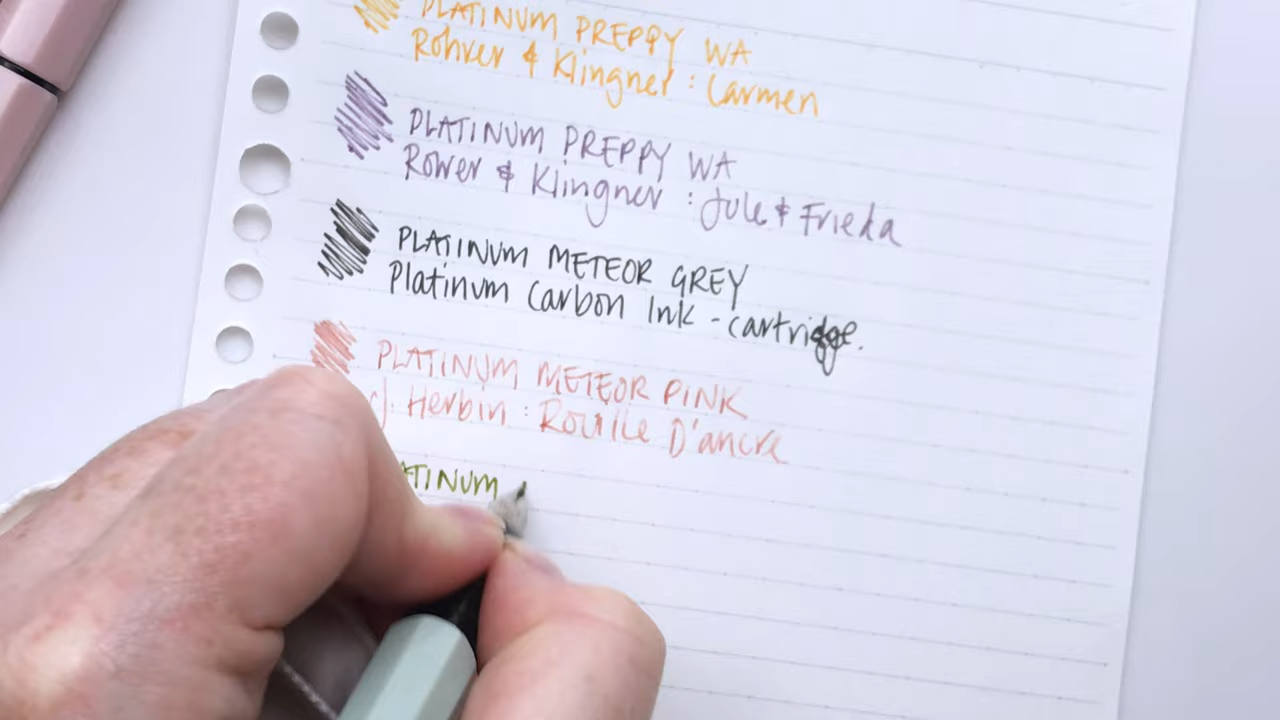 PLATINUM PREPPY WA
Rohrer & Klingner : Carmen
PLATINUM PREPPY WA
Rower & Klingner : Jule & Frieda
PLATINUM METEOR GREY
Platinum Carbon Ink - cartridge.
PLATINUM METEOR PINK
J. Herbin : Rouille D'ancre
ATINUM